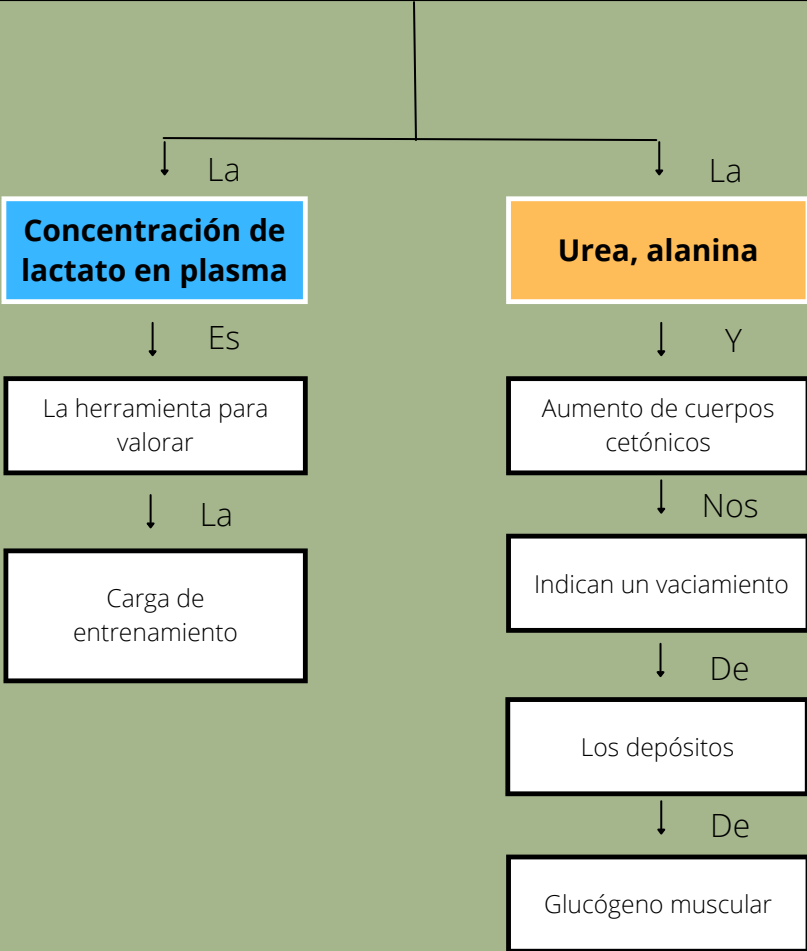 La
Concentración de
lactato en plasma
Es
La herramienta para
valorar
La
Carga de
entrenamiento
La
Urea, alanina
Y
Aumento de cuerpos
cetónicos
Nos
Indican un vaciamiento
De
Los depósitos
De
Glucógeno muscular